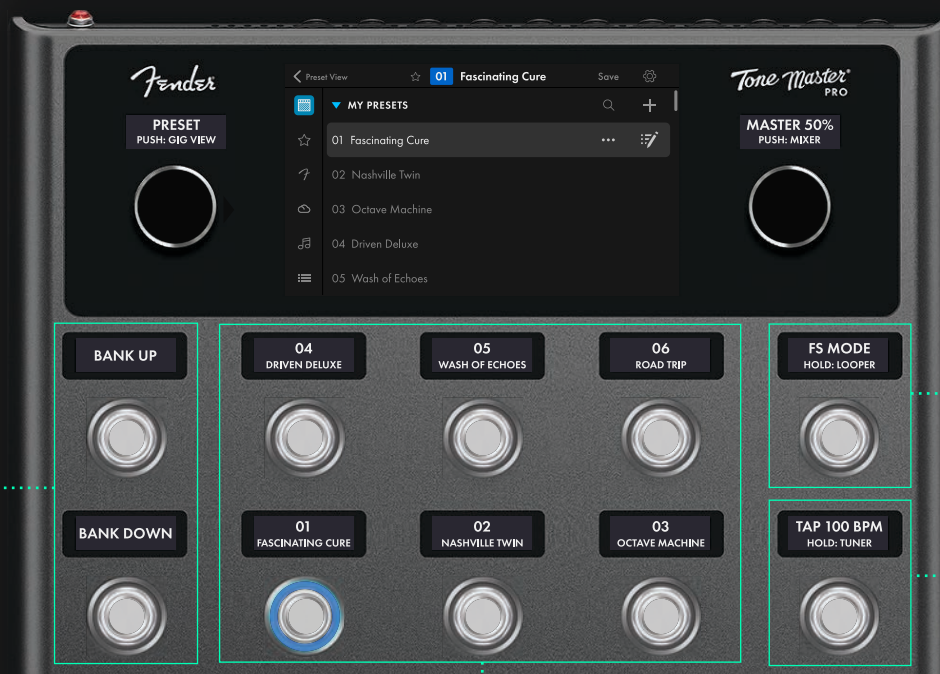 Fender
PRESET
PUSH: GIG VIEW
Preset View
01 Fascinating Cure
Save
MY PRESETS
01 Fascinating Cure
02 Nashville Twin
03 Octave Machine
04 Driven Deluxe
05 Wash of Echoes
Tone Master
PRO
MASTER 50%
PUSH: MIXER
BANK UP
04
DRIVEN DELUXE
05
WASH OF ECHOES
06
ROAD TRIP
FS MODE
HOLD: LOOPER
BANK DOWN
01
FASCINATING CURE
02
NASHVILLE TWIN
03
OCTAVE MACHINE
TAP 100 BPM
HOLD: TUNER